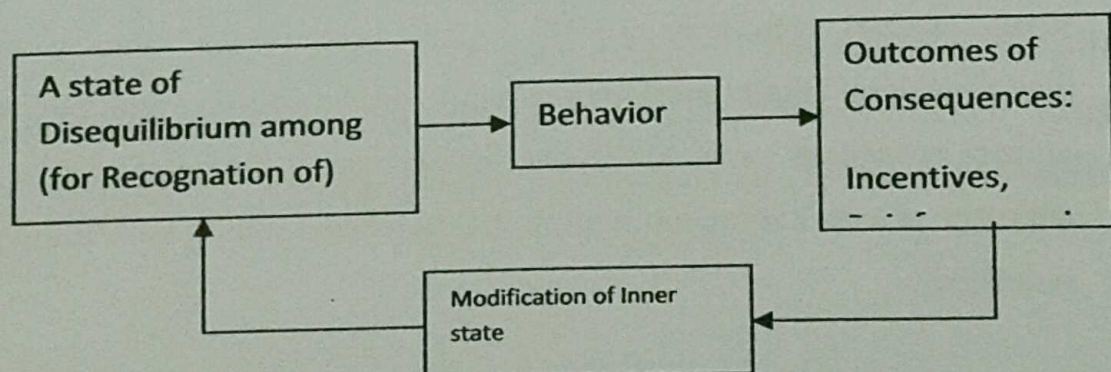 A state of
Disequilibrium among
(for Recognation of)
Behavior
Outcomes of
Consequences:
Incentives,
Modification of Inner
state